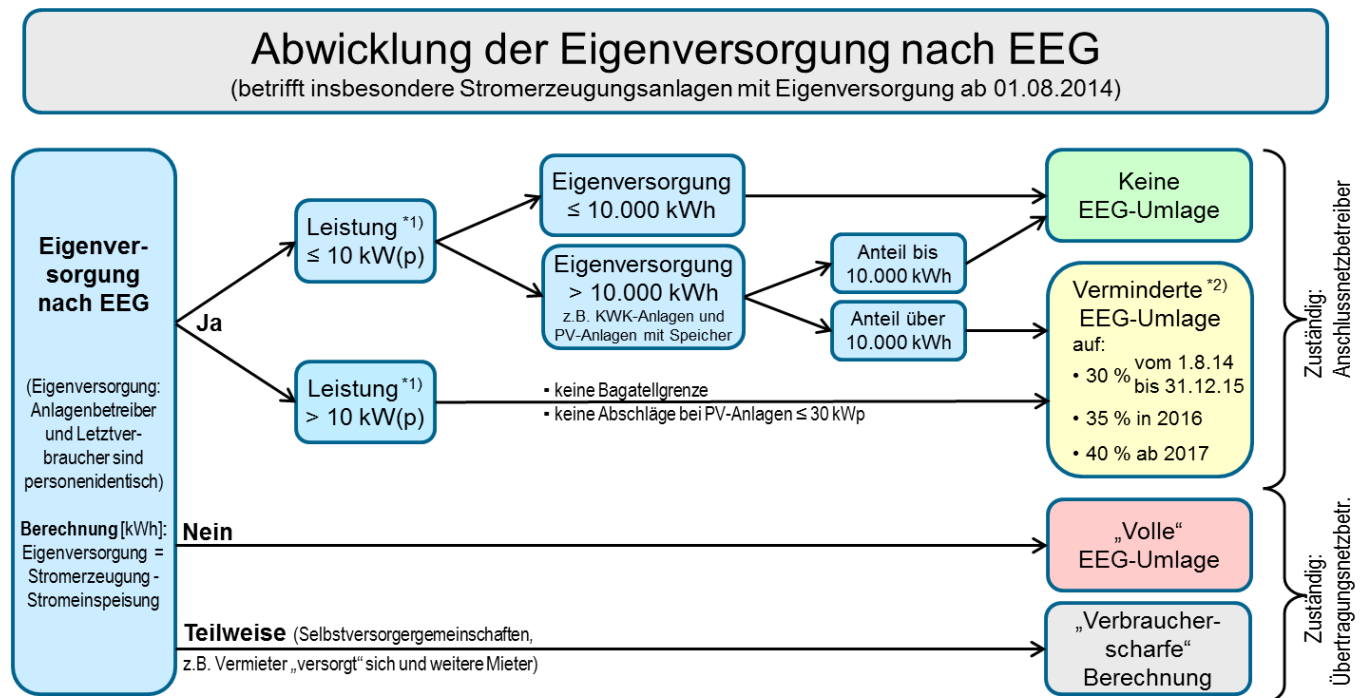 Abwicklung der Eigenversorgung nach EEG
(betrifft insbesondere Stromerzeugungsanlagen mit Eigenversorgung ab 01.08.2014)
Eigenver-
sorgung
nach EEG
(Eigenversorgung:
Anlagenbetreiber
und Letztver-
braucher sind
personenidentisch)
Berechnung [kWh]:
Eigenversorgung =
Stromerzeugung -
Stromeinspeisung
Ja
Leistung *1)
≤ 10 kW(p)
Eigenversorgung
≤ 10.000 kWh
Eigenversorgung
> 10.000 kWh
z.B. KWK-Anlagen und
PV-Anlagen mit Speicher
Anteil bis
10.000 kWh
Anteil über
10.000 kWh
Keine
EEG-Umlage
Leistung *1)
> 10 kW(p)
- keine Bagatellgrenze
- keine Abschläge bei PV-Anlagen ≤ 30 kWp
Verminderte *2)
EEG-Umlage
auf:
• 30 % vom 1.8.14
bis 31.12.15
• 35 % in 2016
• 40 % ab 2017
Zuständig:
Anschlussnetzbetreiber
Nein
„Volle“
EEG-Umlage
Teilweise (Selbstversorgergemeinschaften,
z.B. Vermieter „versorgt“ sich und weitere Mieter)
„Verbraucher-
scharfe“
Berechnung
Zuständig:
Übertragungsnetzbetr.